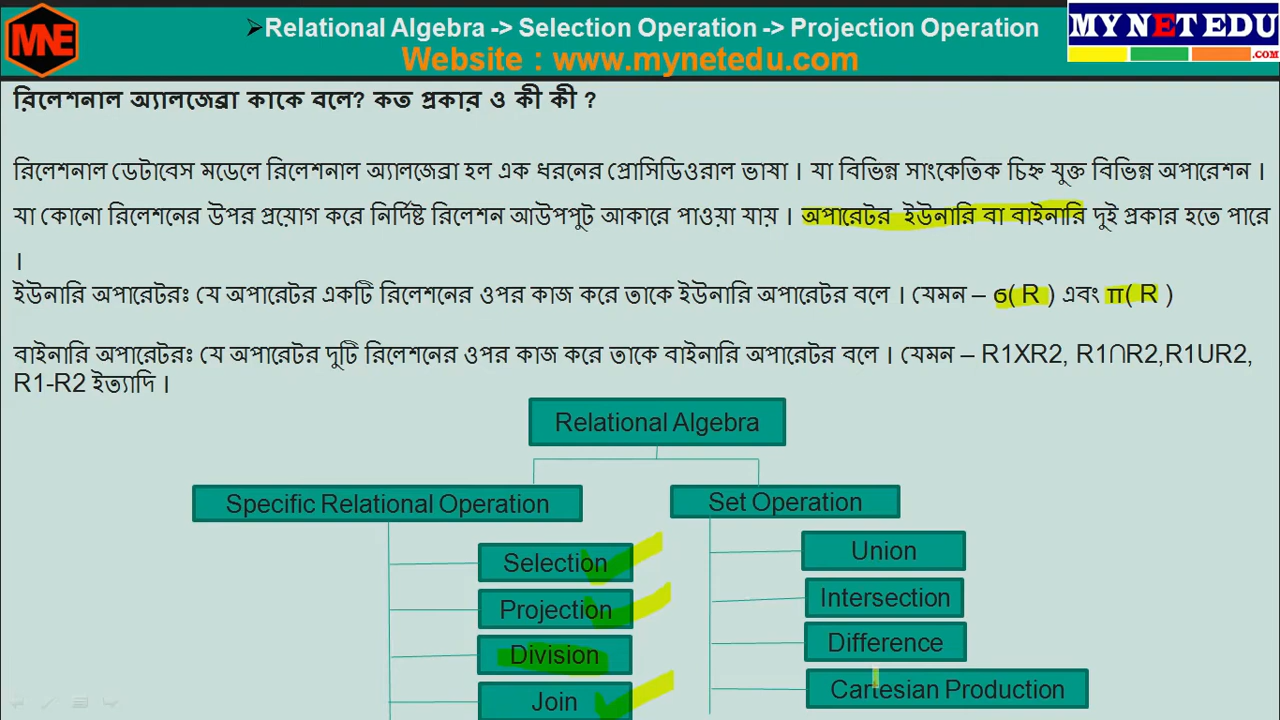 MNE
➢Relational Algebra -> Selection Operation -> Projection Operation
Website : www.mynetedu.com
MY NET EDU
.com
রিলেশনাল অ্যালজেব্রা কাকে বলে? কত প্রকার ও কী কী ?
রিলেশনাল ডেটাবেস মডেলে রিলেশনাল অ্যালজেব্রা হল এক ধরনের প্রোসিডিওরাল ভাষা । যা বিভিন্ন সাংকেতিক চিহ্ন যুক্ত বিভিন্ন অপারেশন ।
যা কোনো রিলেশনের উপর প্রয়োগ করে নির্দিষ্ট রিলেশন আউপপুট আকারে পাওয়া যায় । অপারেটর ইউনারি বা বাইনারি দুই প্রকার হতে পারে
।
ইউনারি অপারেটরঃ যে অপারেটর একটি রিলেশনের ওপর কাজ করে তাকে ইউনারি অপারেটর বলে । যেমন – σ( R ) এবং π( R )
বাইনারি অপারেটরঃ যে অপারেটর দুটি রিলেশনের ওপর কাজ করে তাকে বাইনারি অপারেটর বলে । যেমন – R1XR2, R1∩R2,R1UR2,
R1-R2 ইত্যাদি ।
Relational Algebra
Specific Relational Operation
Set Operation
Selection
Projection
Division
Join
Union
Intersection
Difference
Cartesian Production